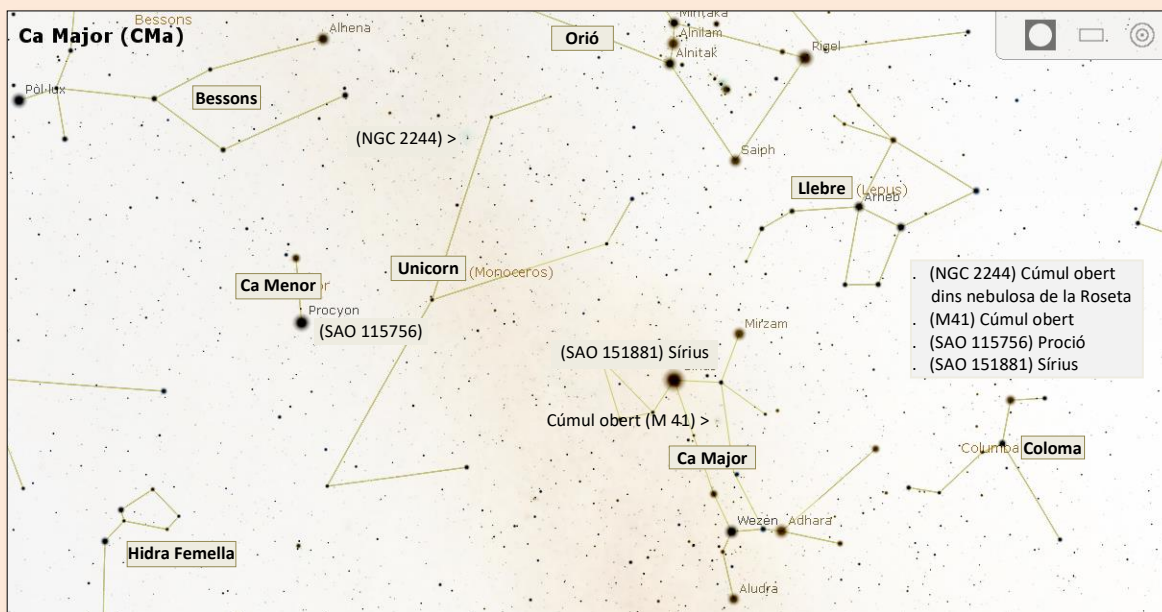 Bessons
Ca Major (CMa)
Alhena
Orió
Mintaka
Alnilam
Alnitak
Rigel
Pòl·lux
Bessons
(NGC 2244) >
Saiph
Llebre (Lepus)
Arneb
Unicorn (Monoceros)
Ca Menor
Procyon
(SAO 115756)
. (NGC 2244) Cúmul obert
dins nebulosa de la Roseta
. (M41) Cúmul obert
. (SAO 115756) Proció
. (SAO 151881) Sírius
Mirzam
(SAO 151881) Sírius
Cúmul obert (M 41) >
Ca Major
Columba Coloma
Wezen
Adhara
Hidra Femella
Aludra